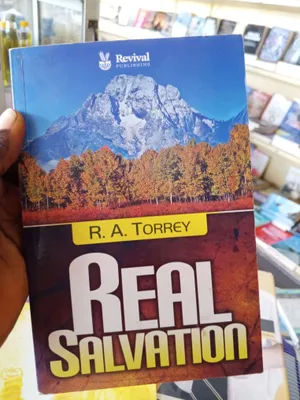 Revival
PUBLISHING
R. A. TORREY
REAL
SALVATION